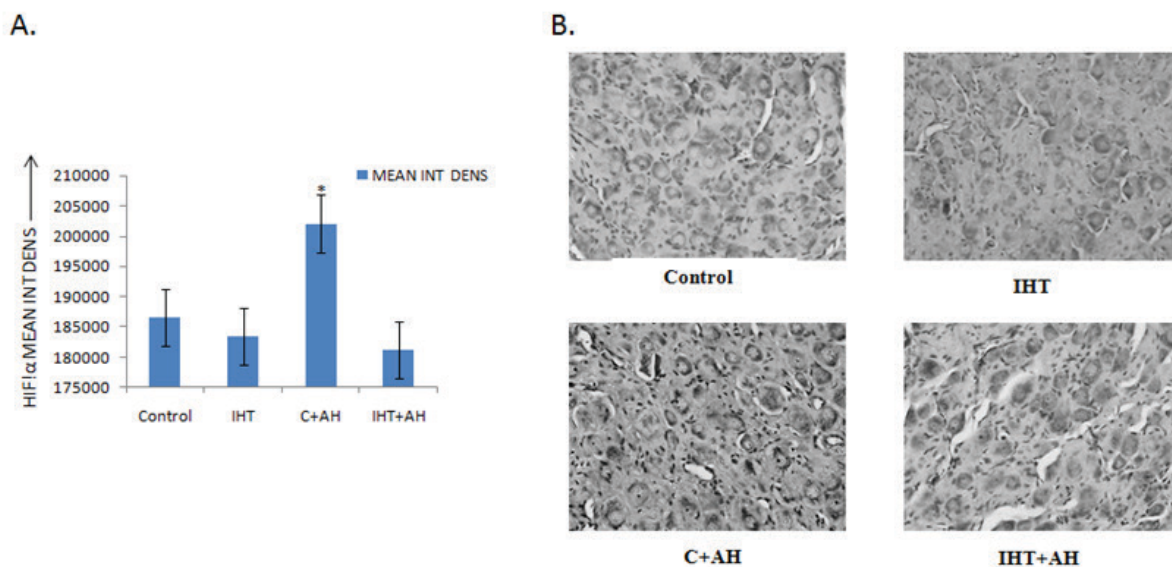 A.
HIF!α MEAN INT DENS
210000
205000
200000
195000
190000
185000
180000
175000
*
MEAN INT DENS
Control
IHT
C+AH
IHT+AH
B.
Control
IHT
C+AH
IHT+AH